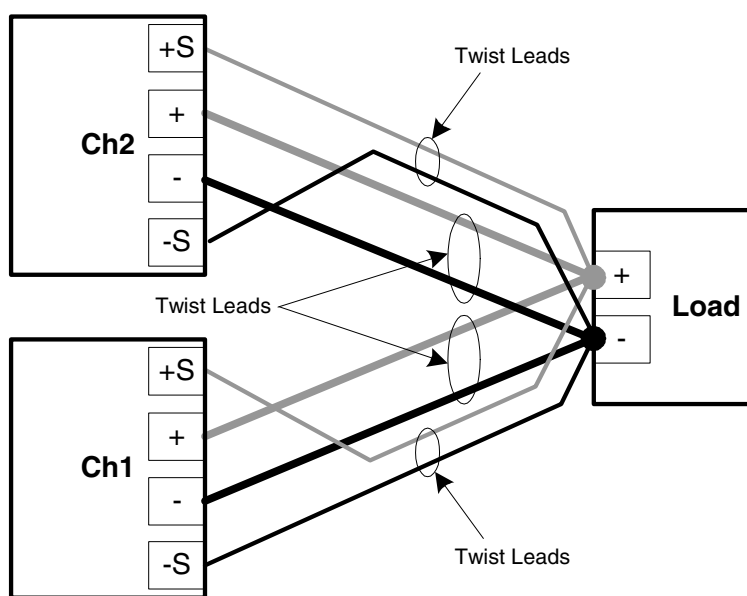 Twist Leads
+S
+
Ch2
-
-S
+
Load
-
Twist Leads
+S
+
Ch1
-
-S
Twist Leads